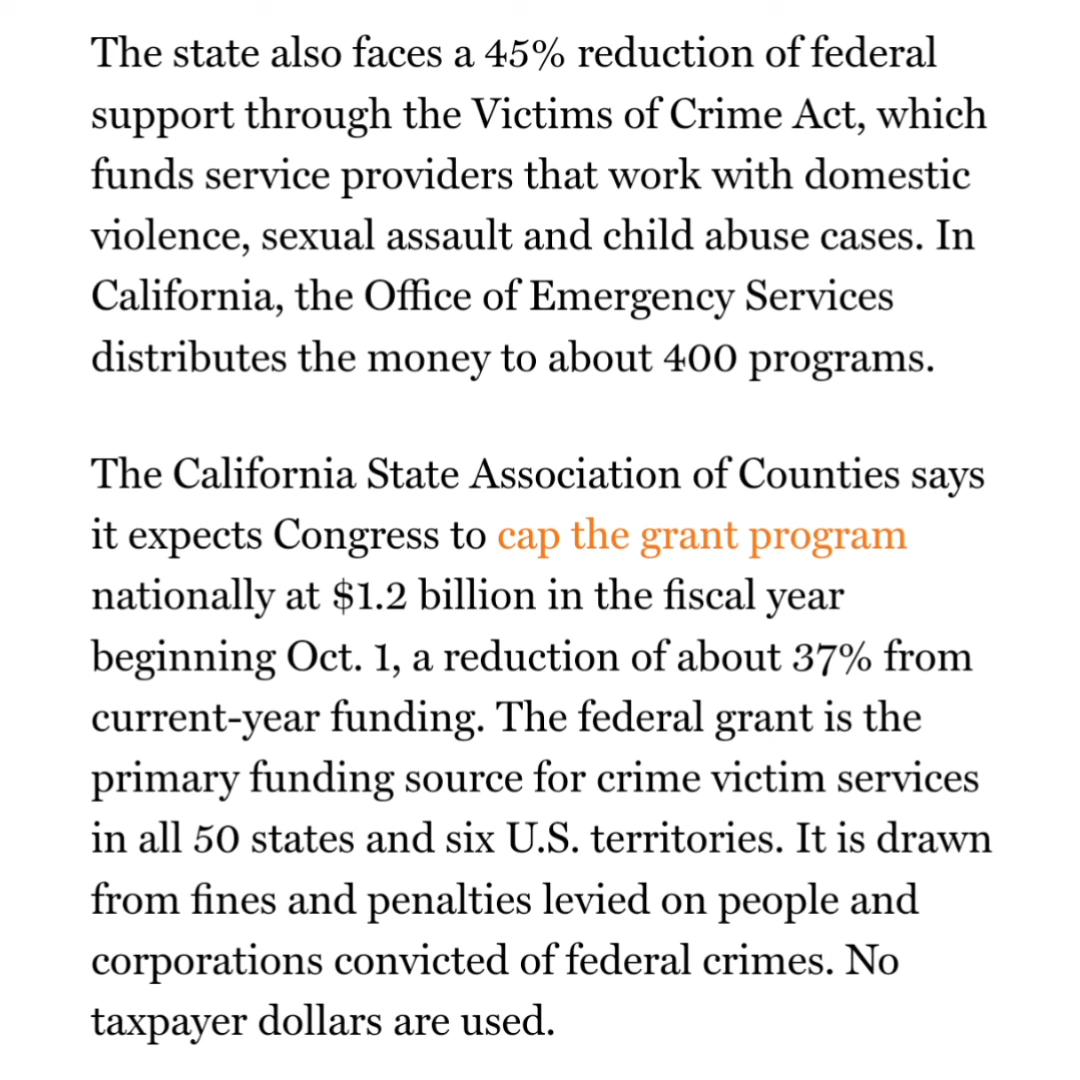 The state also faces a 45% reduction of federal
support through the Victims of Crime Act, which
funds service providers that work with domestic
violence, sexual assault and child abuse cases. In
California, the Office of Emergency Services
distributes the money to about 400 programs.
The California State Association of Counties says
it expects Congress to cap the grant program
nationally at $1.2 billion in the fiscal year
beginning Oct. 1, a reduction of about 37% from
current-year funding. The federal grant is the
primary funding source for crime victim services
in all 50 states and six U.S. territories. It is drawn
from fines and penalties levied on people and
corporations convicted of federal crimes. No
taxpayer dollars are used.